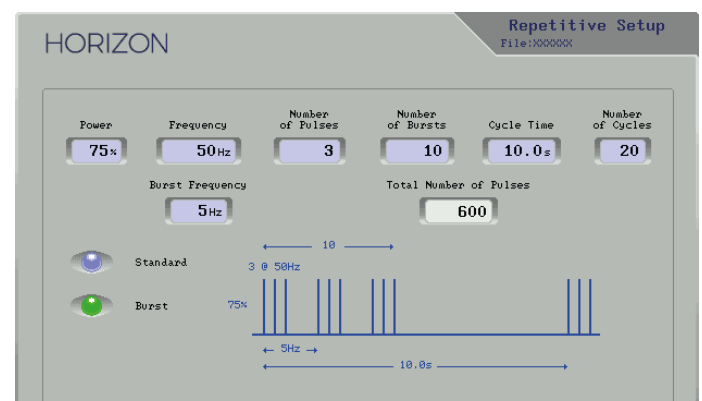 HORIZON
Repetitive Setup
File:XXXXXX
Power
Frequency
Number
of Pulses
Number
of Bursts
Cycle Time
Number
of Cycles
75%
50Hz
3
10
10.0s
20
Burst Frequency
Total Number of Pulses
5Hz
600
Standard
10
3 @ 50Hz
Burst
75%
5Hz
10.0s